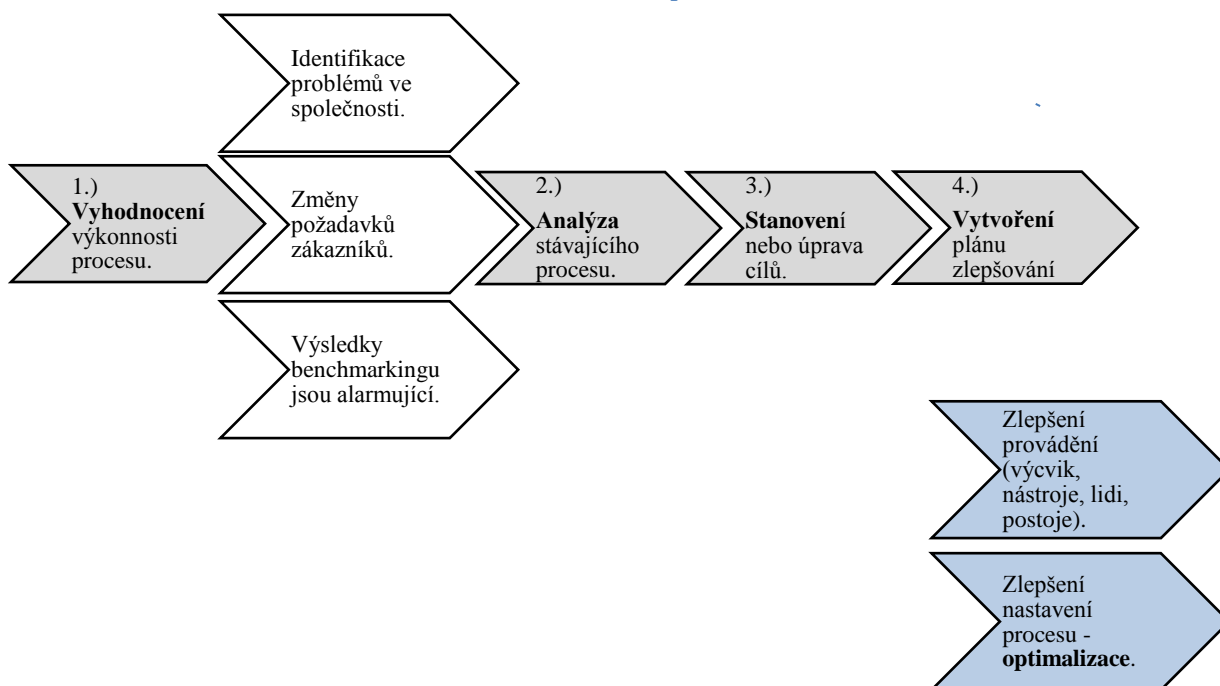 Identifikace
problémů ve
společnosti.
1.)
Vyhodnocení
výkonnosti
procesu.
Změny
požadavků
zákazníků.
Výsledky
benchmarkingu
jsou alarmující.
2.)
Analýza
stávajícího
procesu.
3.)
Stanovení
nebo úprava
cílů.
4.)
Vytvoření
plánu
zlepšování
Zlepšení
provádění
(výcvik,
nástroje, lidi,
postoje).
Zlepšení
nastavení
procesu -
optimalizace.